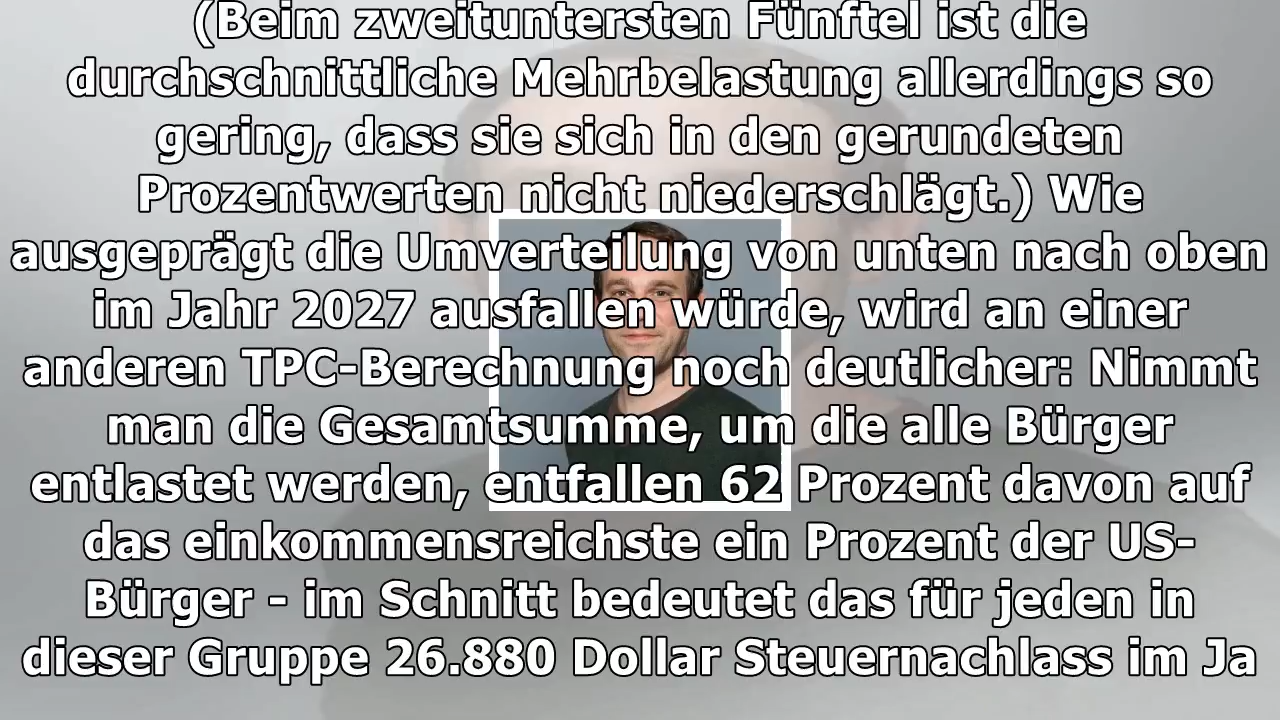 (Beim zweituntersten Fünftel ist die
durchschnittliche Mehrbelastung allerdings so
gering, dass sie sich in den gerundeten
Prozentwerten nicht niederschlägt.) Wie
ausgeprägt die Umverteilung von unten nach oben
im Jahr 2027 ausfallen würde, wird an einer
anderen TPC-Berechnung noch deutlicher: Nimmt
man die Gesamtsumme, um die alle Bürger
entlastet werden, entfallen 62 Prozent davon auf
das einkommensreichste ein Prozent der US-
Bürger - im Schnitt bedeutet das für jeden in
dieser Gruppe 26.880 Dollar Steuernachlass im Ja